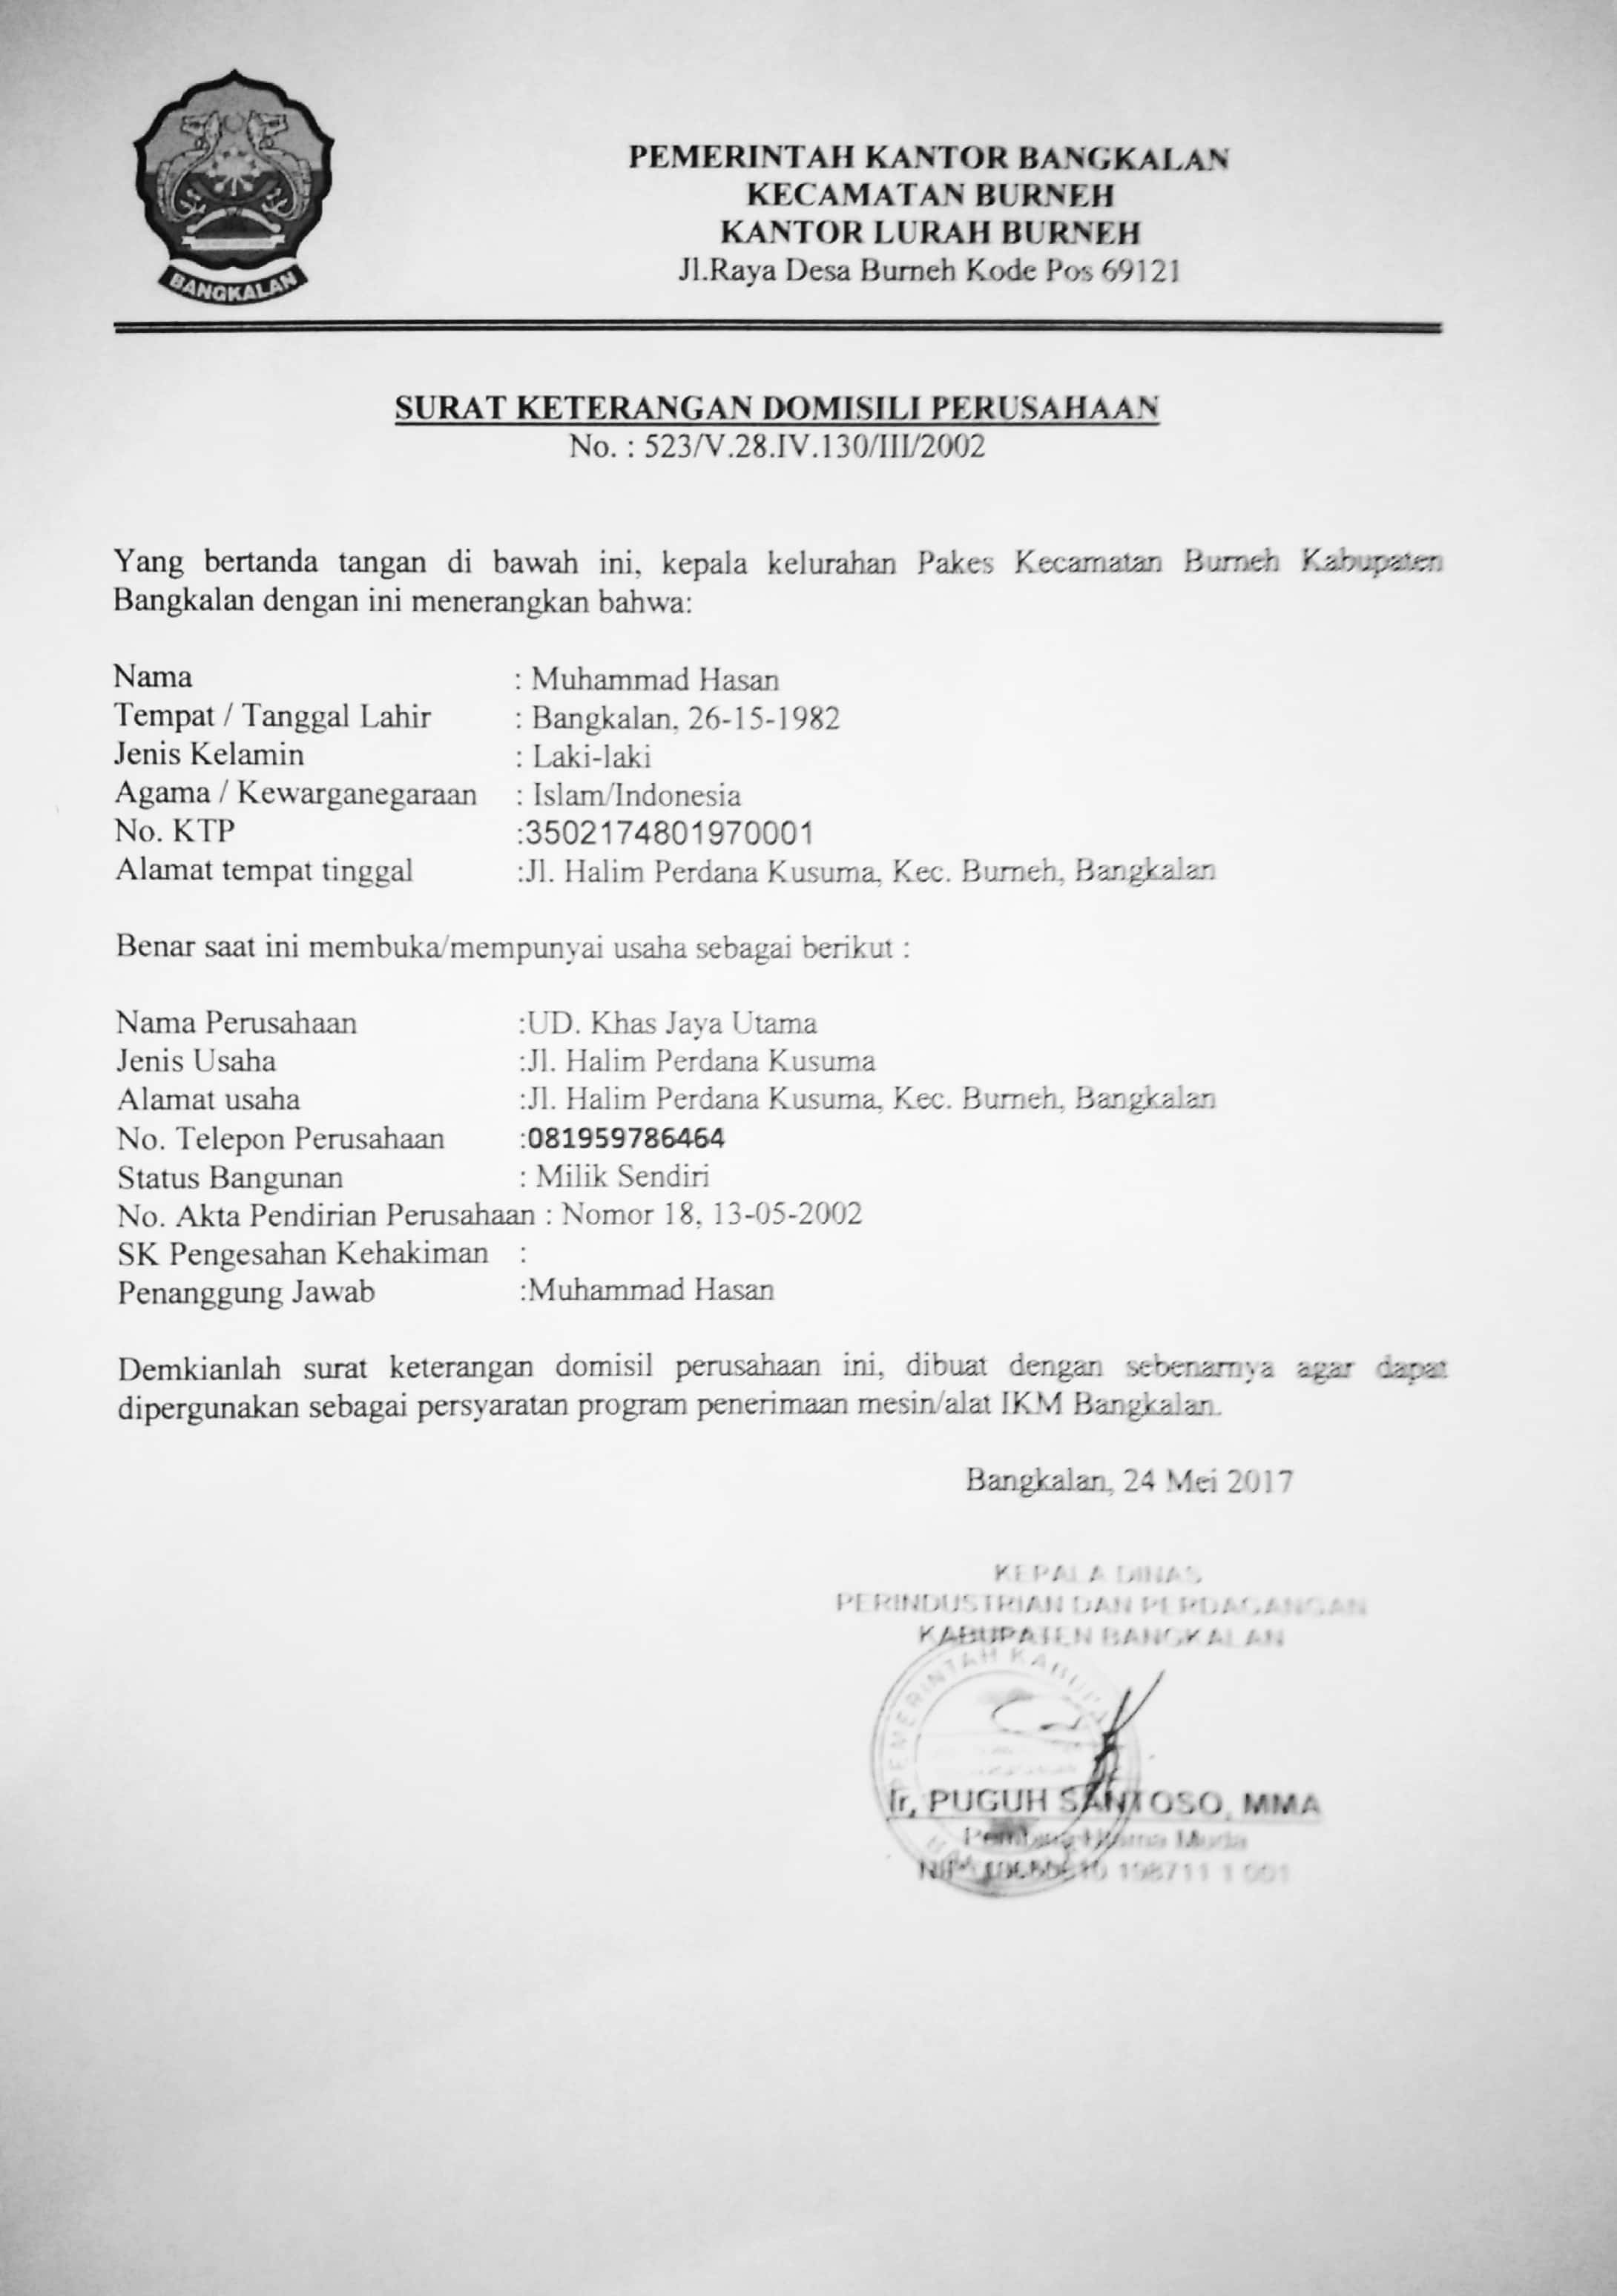 BANGKALAN
PEMERINTAH KANTOR BANGKALAN
KECAMATAN BURNEH
KANTOR LURAH BURNEH
Jl.Raya Desa Burneh Kode Pos 69121
SURAT KETERANGAN DOMISILI PERUSAHAAN
No. : 523/V.28.IV.130/III/2002
Yang bertanda tangan di bawah ini, kepala kelurahan Pakes Kecamatan Burneh Kabupaten
Bangkalan dengan ini menerangkan bahwa:
Nama : Muhammad Hasan
Tempat / Tanggal Lahir : Bangkalan, 26-15-1982
Jenis Kelamin : Laki-laki
Agama / Kewarganegaraan : Islam/Indonesia
No. KTP :3502174801970001
Alamat tempat tinggal :Jl. Halim Perdana Kusuma, Kec. Burneh, Bangkalan
Benar saat ini membuka/mempunyai usaha sebagai berikut :
Nama Perusahaan :UD. Khas Jaya Utama
Jenis Usaha :Jl. Halim Perdana Kusuma
Alamat usaha :Jl. Halim Perdana Kusuma, Kec. Burneh, Bangkalan
No. Telepon Perusahaan :081959786464
Status Bangunan : Milik Sendiri
No. Akta Pendirian Perusahaan : Nomor 18, 13-05-2002
SK Pengesahan Kehakiman :
Penanggung Jawab :Muhammad Hasan
Demkianlah surat keterangan domisil perusahaan ini, dibuat dengan sebenarnya agar dapat
dipergunakan sebagai persyaratan program penerimaan mesin/alat IKM Bangkalan.
Bangkalan, 24 Mei 2017
KEPALA DINAS
PERINDUSTRIAN DAN PERDAGANGAN
KABUPATEN BANGKALAN
PEMERINTAH
Ir, PUGUH SANTOSO, MMA
Utama Muda
NIP 198711 1 001